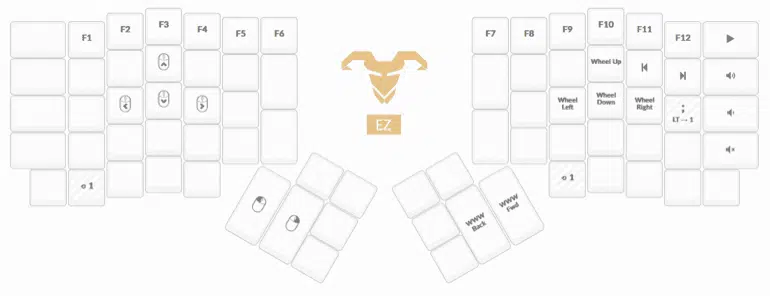 F1 F2 F3 F4 F5 F6
F7 F8 F9 F10 F11 F12
Wheel Up
Wheel
Left
Wheel
Down
Wheel
Right
;
LT → 1
1
1
EZ
WWW
Back
WWW
Fwd